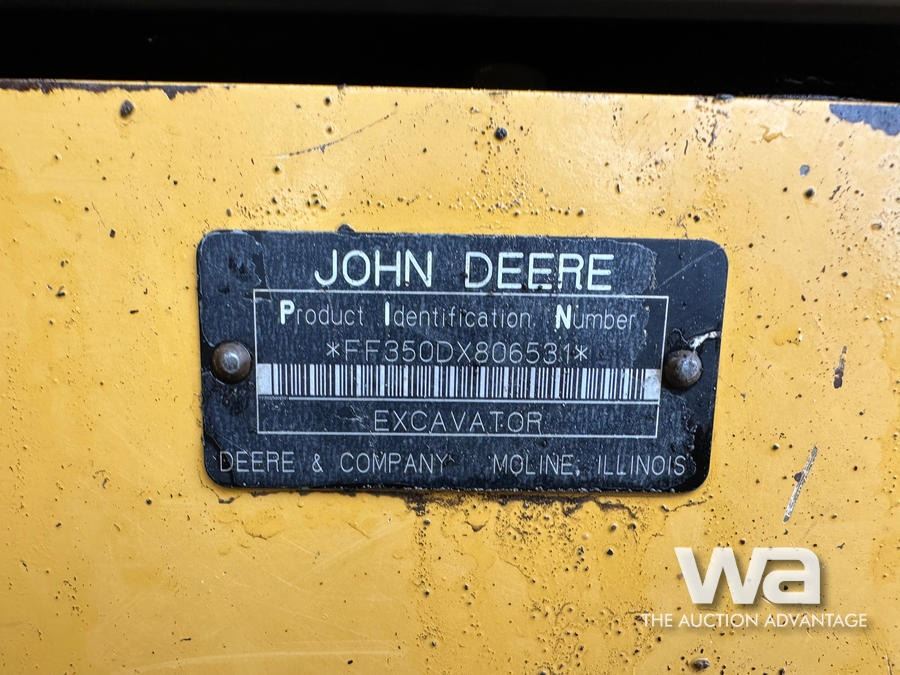 JOHN DEERE
Product Identification Number
*FF350DX806531*
EXCAVATOR
DEERE & COMPANY MOLINE, ILLINOIS
wa
THE AUCTION ADVANTAGE